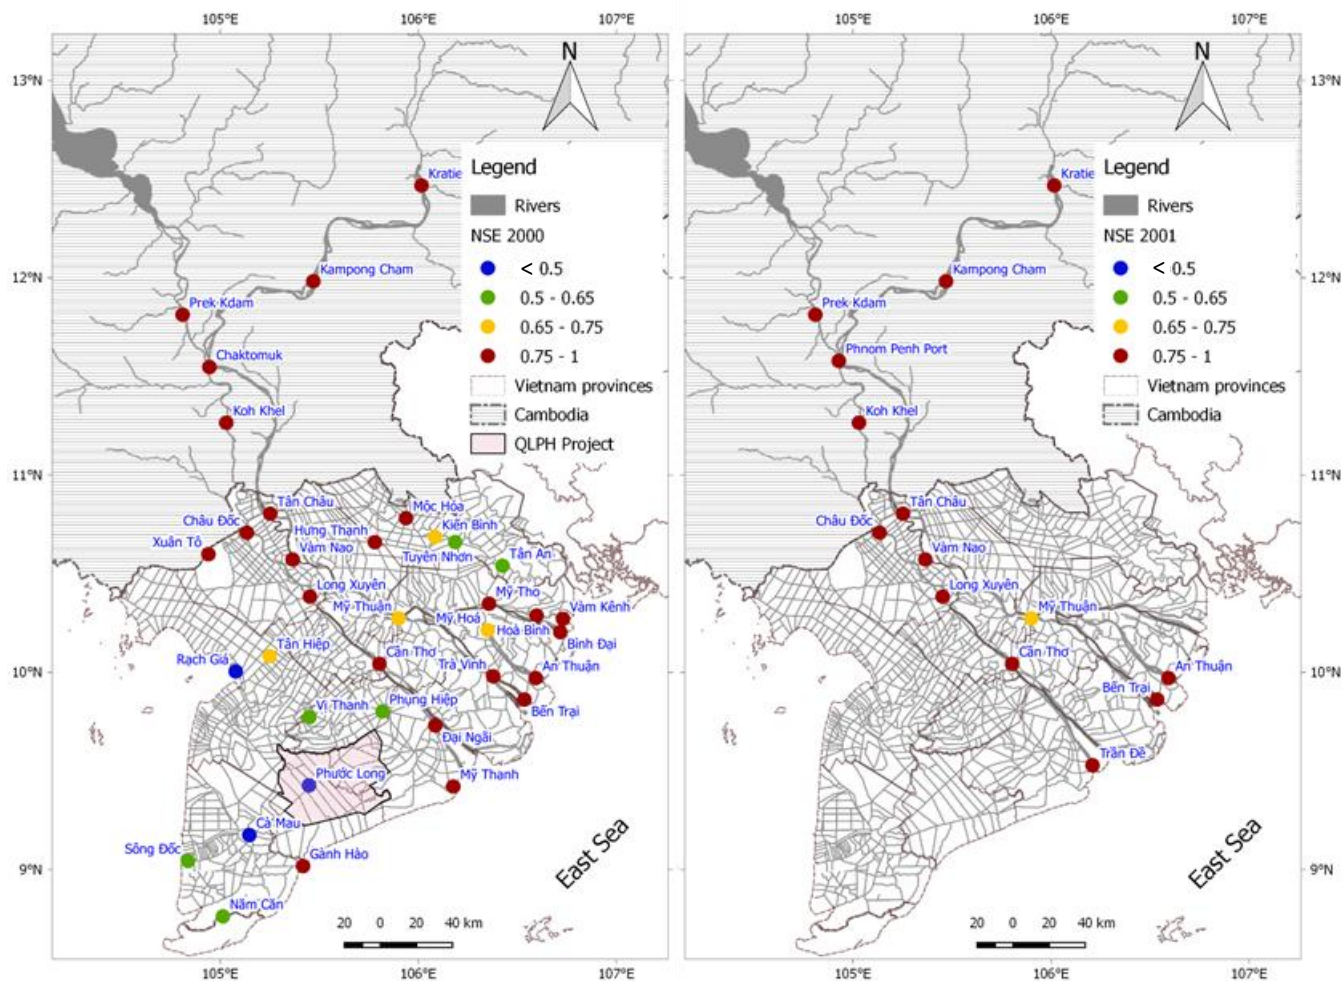 105°E
106°E
107°E
105°E
106°E
107°E
13°N
12°N
11°N
10°N
9°N
N
Legend
Rivers
NSE 2000
< 0.5
0.5 - 0.65
0.65 - 0.75
0.75 - 1
Vietnam provinces
Cambodia
QLPH Project
Kratie
Kampong Cham
Prek Kdam
Chaktomuk
Koh Khel
Tân Châu
Châu Đốc
Xuân Tô
Mộc Hóa
Hưng Thạnh
Kiến Bình
Vàm Nao
Tuyên Nhơn
Tân An
Long Xuyên
Mỹ Tho
Mỹ Thuận
Vàm Kênh
Mỹ Hoá
Hoà Bình
Bình Đại
Tân Hiệp
Rạch Giá
Cần Thơ
Trà Vinh
An Thuận
Vị Thanh
Phụng Hiệp
Bến Trại
Đại Ngãi
Phước Long
Mỹ Thanh
Cà Mau
Sông Đốc
Gành Hào
Năm Căn
East Sea
20 0 20 40 km
105°E
106°E
107°E
N
Legend
Rivers
NSE 2001
< 0.5
0.5 - 0.65
0.65 - 0.75
0.75 - 1
Vietnam provinces
Cambodia
Kratie
Kampong Cham
Prek Kdam
Phnom Penh Port
Koh Khel
Tân Châu
Châu Đốc
Vàm Nao
Long Xuyên
Mỹ Thuận
Cần Thơ
An Thuận
Bến Trại
Trần Đề
East Sea
20 0 20 40 km
13°N
12°N
11°N
10°N
9°N
105°E
106°E
107°E